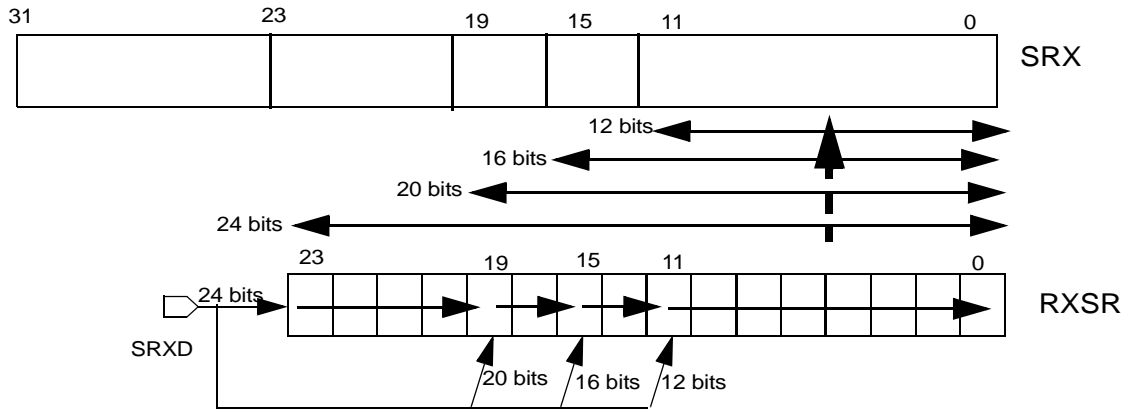 31 23 19 15 11 0
SRX
12 bits
16 bits
20 bits
24 bits
23 19 15 11 0
24 bits
RXSR
SRXD
20 bits 16 bits 12 bits